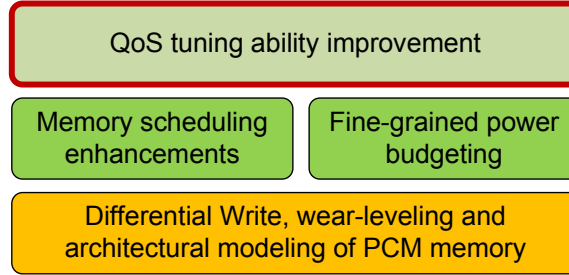 QoS tuning ability improvement
Memory scheduling
enhancements
Fine-grained power
budgeting
Differential Write, wear-leveling and
architectural modeling of PCM memory